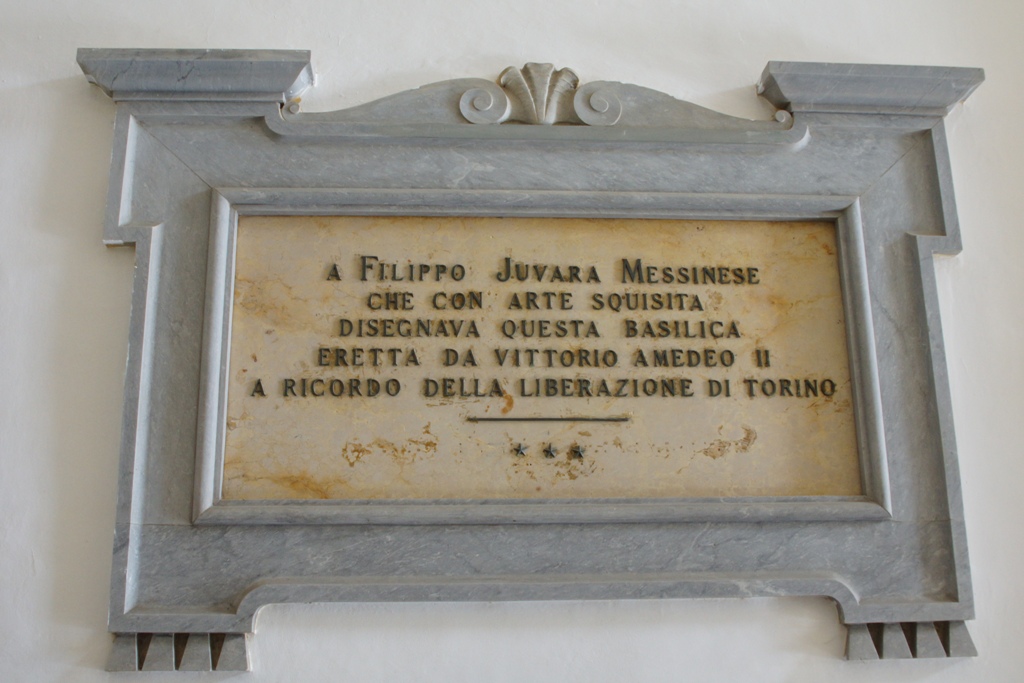 A FILIPPO JUVARA MESSINESE
CHE CON ARTE SQUISITA
DISEGNAVA QUESTA BASILICA
ERETTA DA VITTORIO AMEDEO II
A RICORDO DELLA LIBERAZIONE DI TORINO